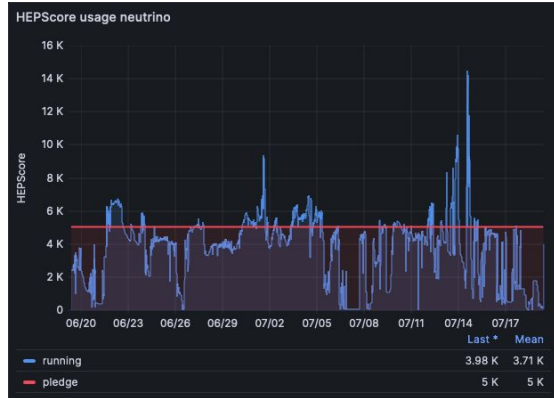 HEPScore usage neutrino
16 K
14 K
12 K
10 K
8 K
6 K
4 K
2 K
0
HEPScore
06/20 06/23 06/26 06/29 07/02 07/05 07/08 07/11 07/14 07/17
Last * Mean
running 3.98 K 3.71 K
pledge 5 K 5 K